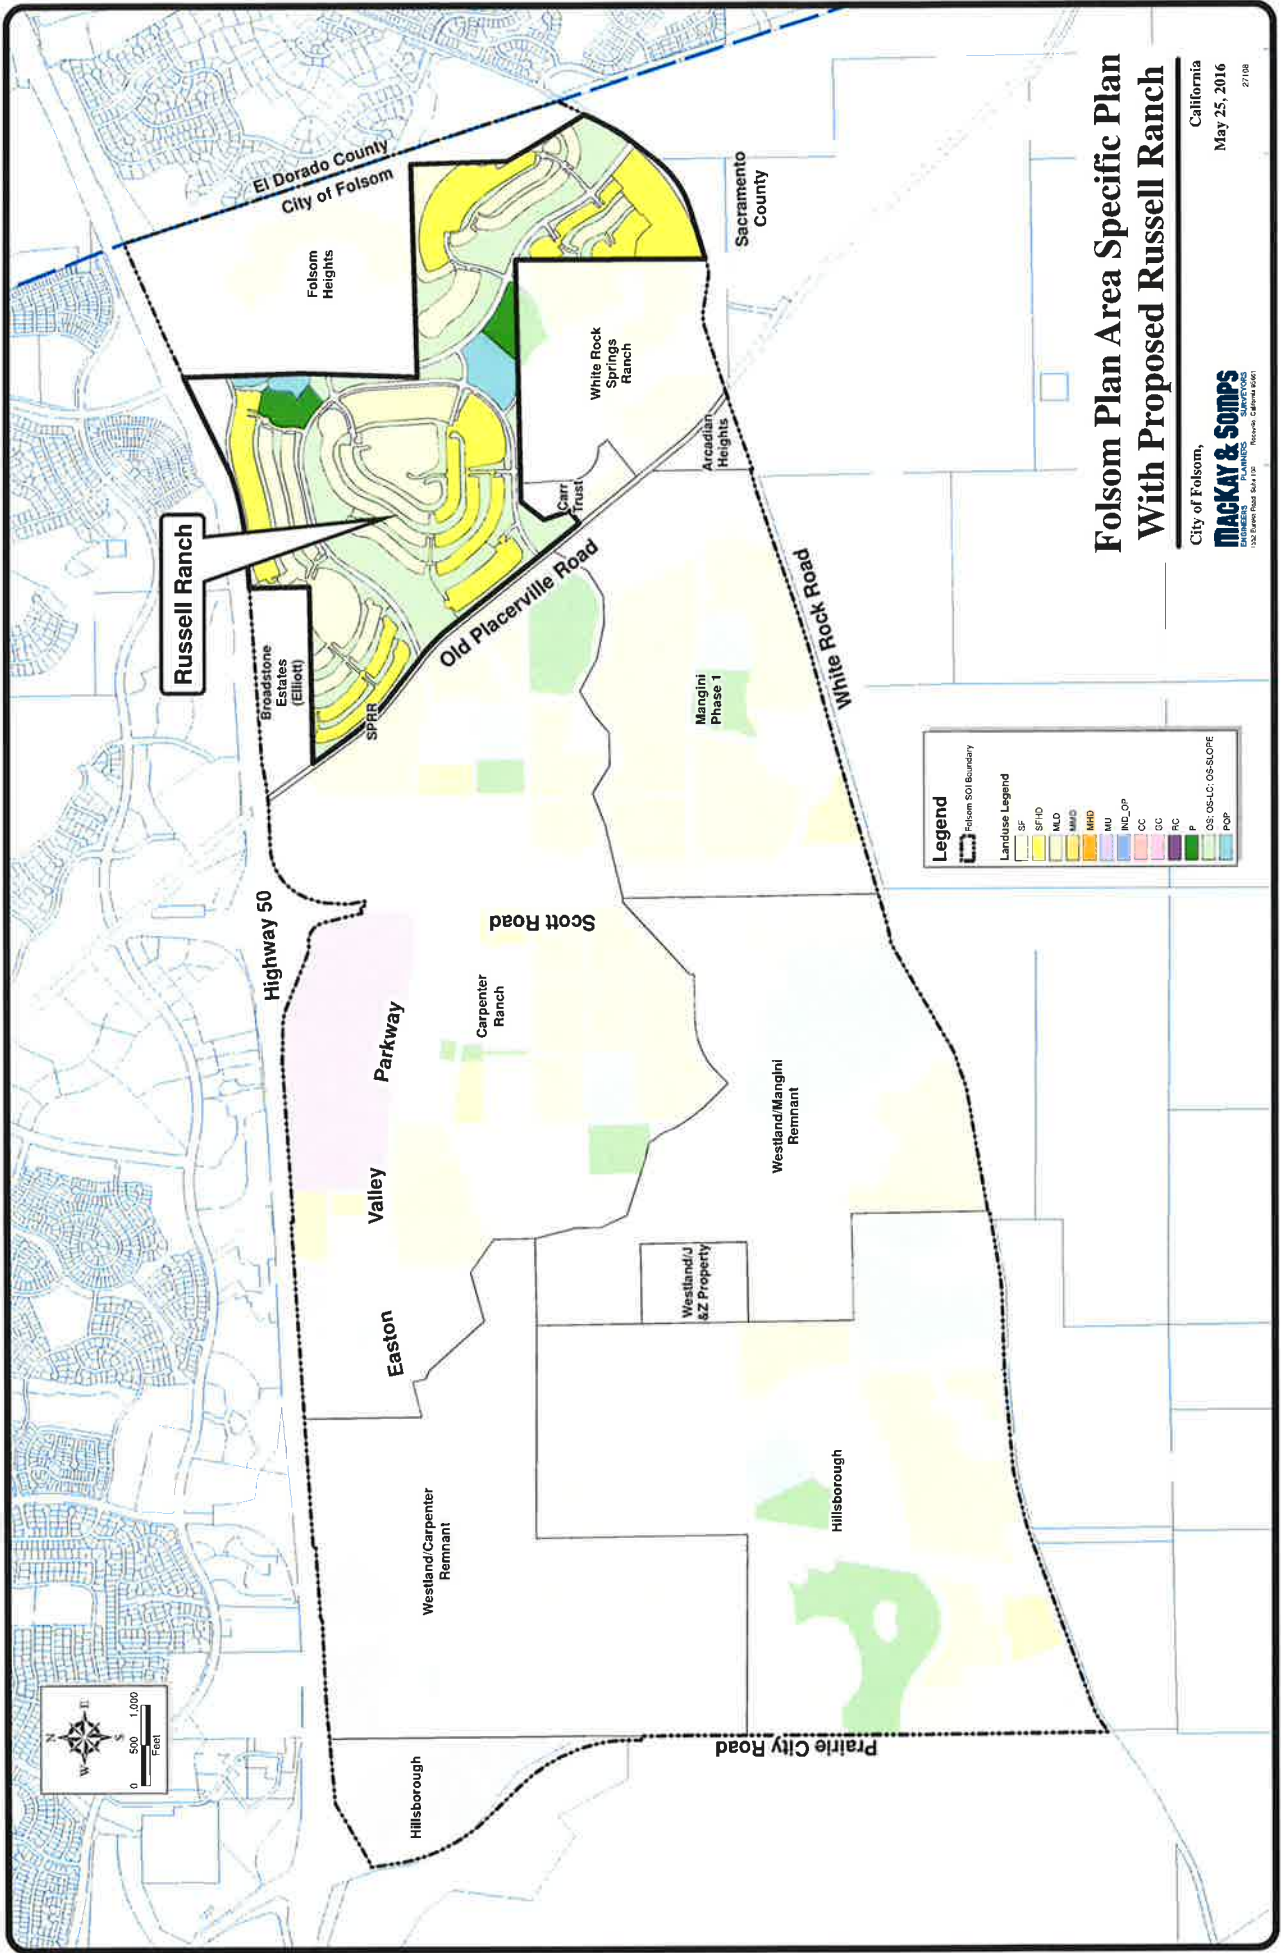 El Dorado County
City of Folsom
Folsom
Heights
Russell Ranch
Broadstone
Estates
(Elliott)
SPRR
Old Placerville Road
Carr
Trust
White Rock
Springs
Ranch
Arcadian
Heights
Sacramento
County
Highway 50
Scott Road
Mangini
Phase 1
White Rock Road
Carpenter
Ranch
Easton
Valley
Parkway
Westland/Mangini
Remnant
Westland/J
&Z Property
Westland/Carpenter
Remnant
Hillsborough
Hillsborough
Prairie City Road
N
E
S
W
0
500
1,000
Feet
Legend
Folsom SOI Boundary
Landuse Legend
SF
SFHD
MLD
MMD
MHD
MU
IND_OP
CC
GC
RC
P
OS; OS-LC; OS-SLOPE
PQP
Folsom Plan Area Specific Plan
With Proposed Russell Ranch
City of Folsom,
California
May 25, 2016
MACKAY & SOMPS
ENGINEERS PLANNERS SURVEYORS
27108